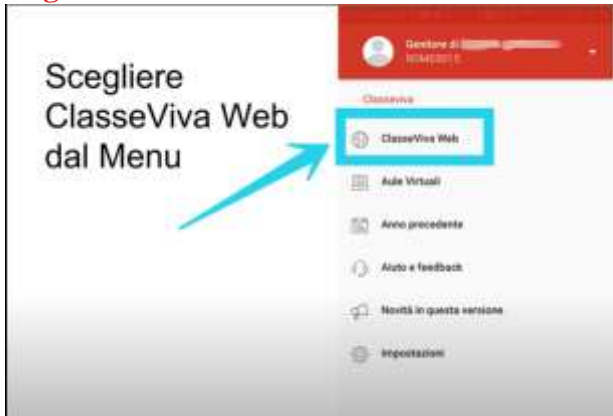 Scegliere
ClasseViva Web
dal Menu
Genitore di
Classeviva
ClasseViva Web
Aule Virtuali
Anno precedente
Aiuto e feedback
Novità in questa versione
Impostazioni